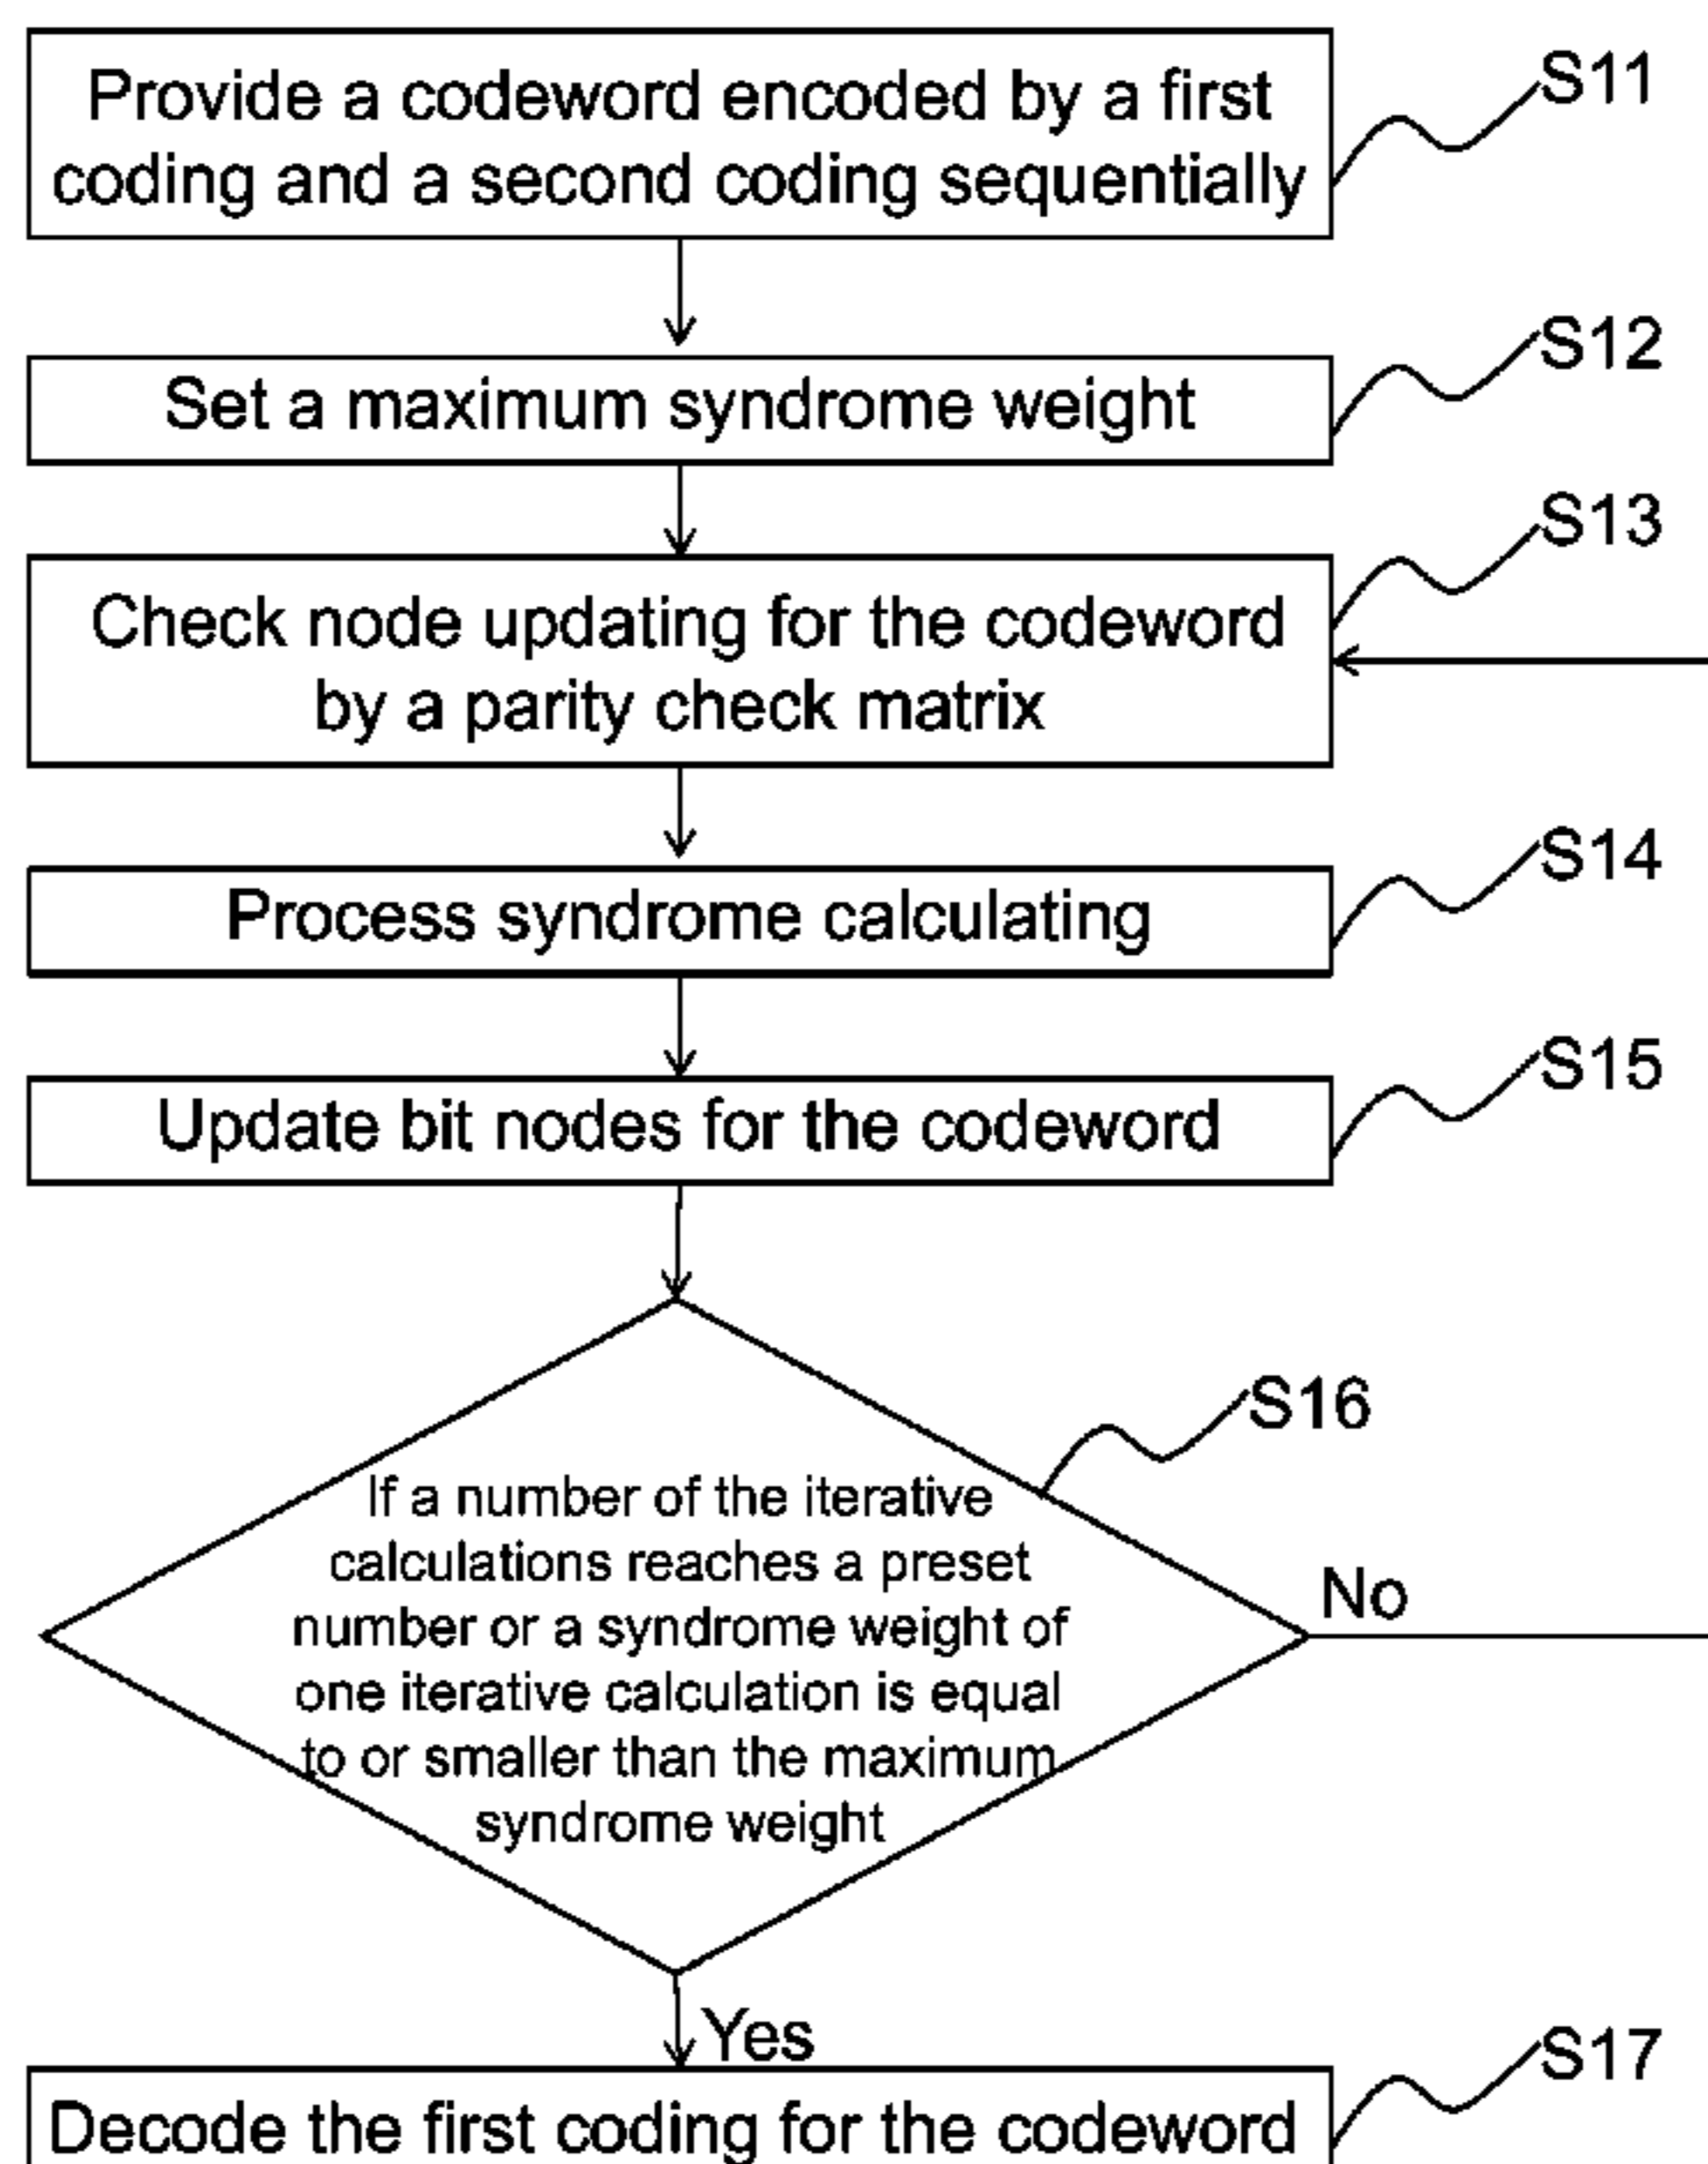 Provide a codeword encoded by a first
coding and a second coding sequentially
S11
Set a maximum syndrome weight
S12
Check node updating for the codeword
by a parity check matrix
S13
Process syndrome calculating
S14
Update bit nodes for the codeword
S15
If a number of the iterative
calculations reaches a preset
number or a syndrome weight of
one iterative calculation is equal
to or smaller than the maximum
syndrome weight
S16
No
Yes
Decode the first coding for the codeword
S17